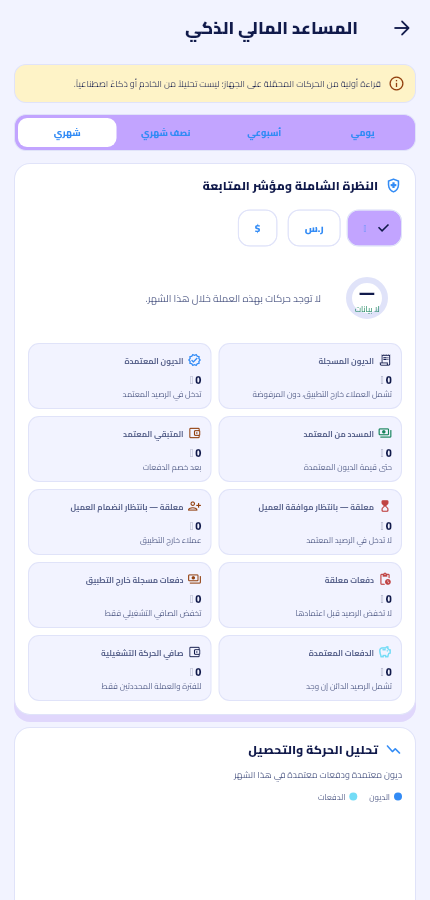 المساعد المالي الذكي
قراءة أولية من الحركات المحمّلة على الجهاز؛ ليست تحليلًا من الخادم أو ذكاءً اصطناعياً.
يومي
أسبوعي
نصف شهري
شهري
النظرة الشاملة ومؤشر المتابعة
ر.س
$
—
لا بيانات
لا توجد حركات بهذه العملة خلال هذا الشهر.
الديون المسجلة
0
تشمل العملاء خارج التطبيق، دون المرفوضة
الديون المعتمدة
0
تدخل في الرصيد المعتمد
المسدد من المعتمد
0
حتى قيمة الديون المعتمدة
المتبقي المعتمد
0
بعد خصم الدفعات
معلقة — بانتظار موافقة العميل
0
لا تدخل في الرصيد المعتمد
معلقة — بانتظار انضمام العميل
0
عملاء خارج التطبيق
دفعات معلقة
0
لا تخفض الرصيد قبل اعتمادها
دفعات مسجلة خارج التطبيق
0
تخفض الصافي التشغيلي فقط
الدفعات المعتمدة
0
تشمل الرصيد الدائن إن وجد
صافي الحركة التشغيلية
0
للفترة والعملة المحددتين فقط
تحليل الحركة والتحصيل
ديون معتمدة ودفعات معتمدة في هذا الشهر
الديون
الدفعات